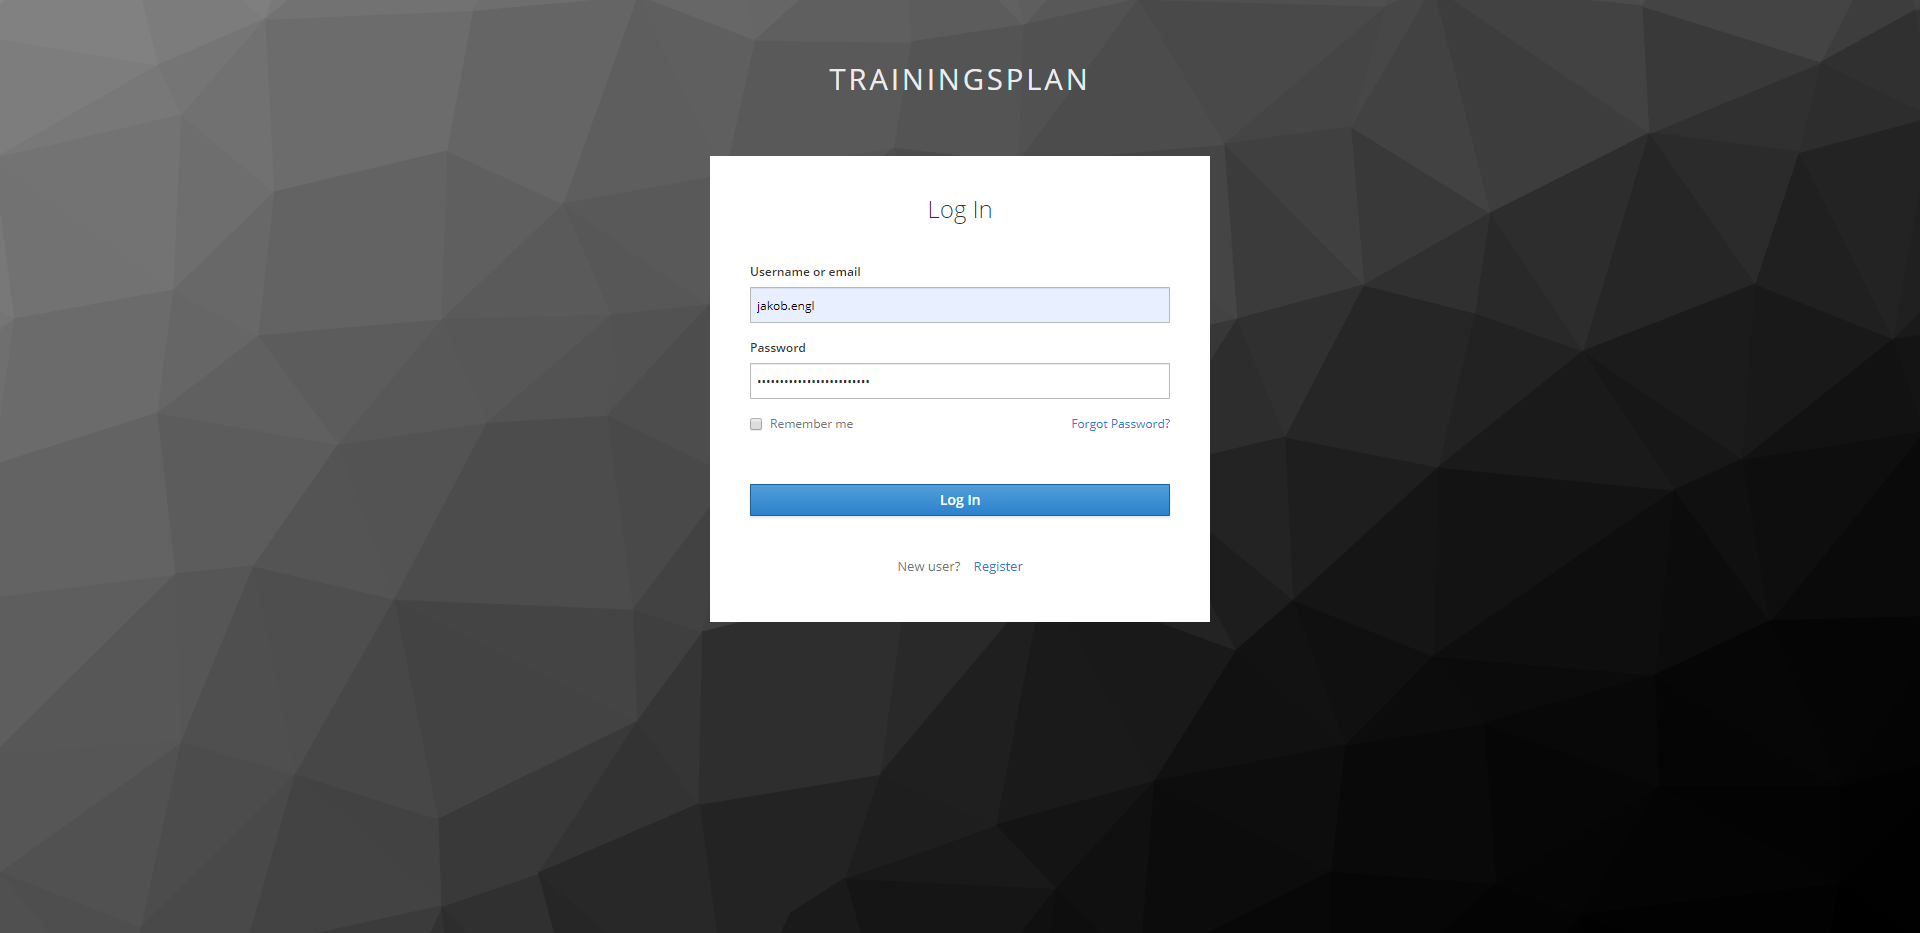 TRAININGSPLAN
Log In
Username or email
jakob.engl
Password
•••••••••••••••••••••••••
Remember me Forgot Password?
Log In
New user? Register